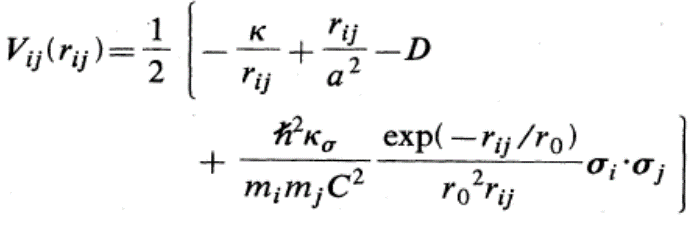 V_{ij}(r_{ij}) = \frac{1}{2} \left[ -\frac{\kappa}{r_{ij}} + \frac{r_{ij}}{a^2} - D
+ \frac{\hbar^2 \kappa_\sigma}{m_i m_j C^2} \frac{\exp(-r_{ij}/r_0)}{r_0{}^2 r_{ij}} \boldsymbol{\sigma}_i \cdot \boldsymbol{\sigma}_j \right]